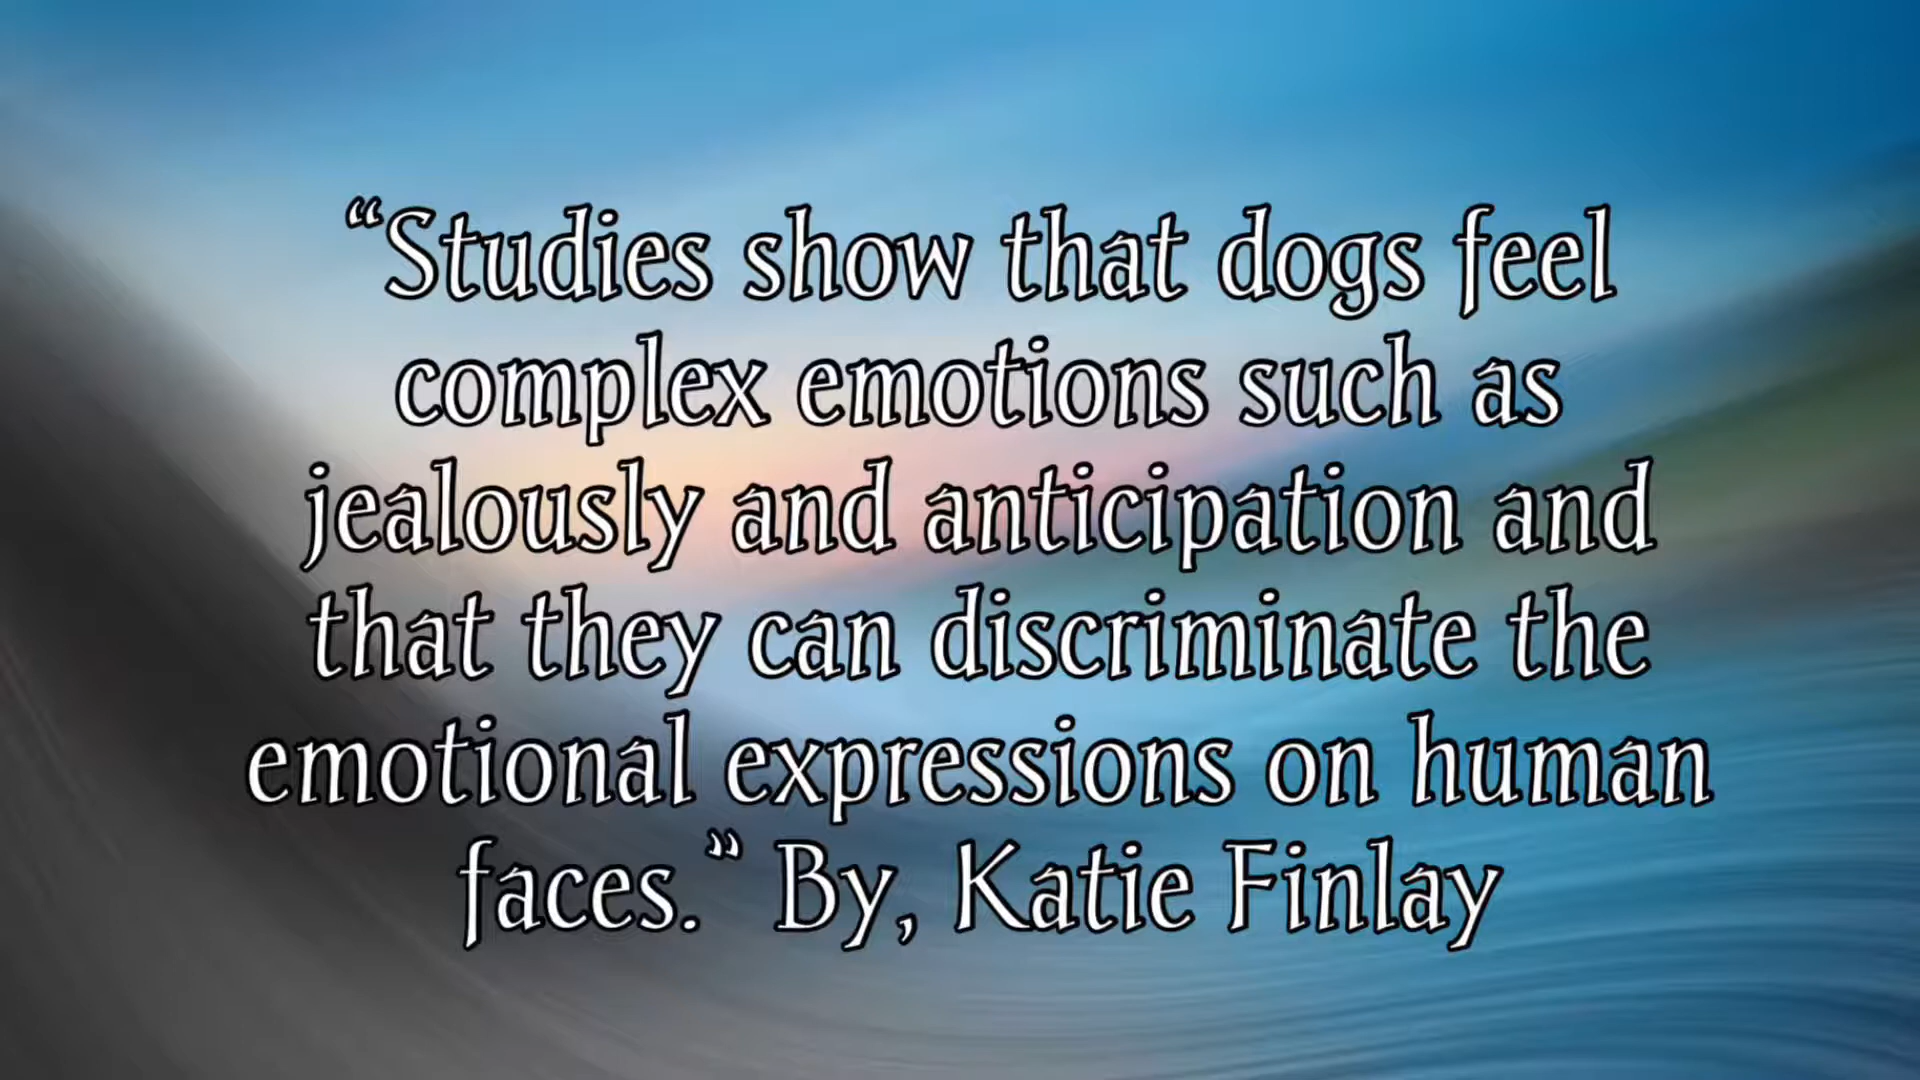 “Studies show that dogs feel
complex emotions such as
jealously and anticipation and
that they can discriminate the
emotional expressions on human
faces.” By, Katie Finlay